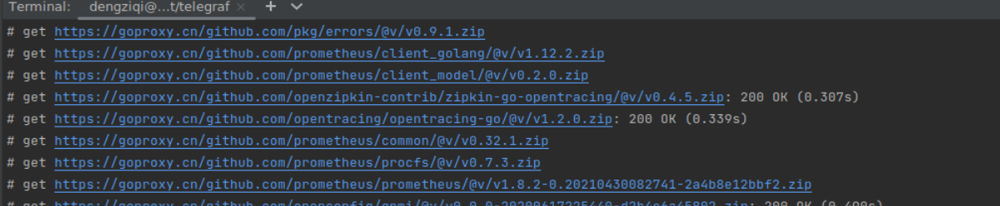 Terminal: dengziqi@...t/telegraf × +
# get https://goproxy.cn/github.com/pkg/errors/@v/v0.9.1.zip
# get https://goproxy.cn/github.com/prometheus/client_golang/@v/v1.12.2.zip
# get https://goproxy.cn/github.com/prometheus/client_model/@v/v0.2.0.zip
# get https://goproxy.cn/github.com/openzipkin-contrib/zipkin-go-opentracing/@v/v0.4.5.zip: 200 OK (0.307s)
# get https://goproxy.cn/github.com/opentracing/opentracing-go/@v/v1.2.0.zip: 200 OK (0.339s)
# get https://goproxy.cn/github.com/prometheus/common/@v/v0.32.1.zip
# get https://goproxy.cn/github.com/prometheus/procfs/@v/v0.7.3.zip
# get https://goproxy.cn/github.com/prometheus/prometheus/@v/v1.8.2-0.20210430082741-2a4b8e12bbf2.zip
# get